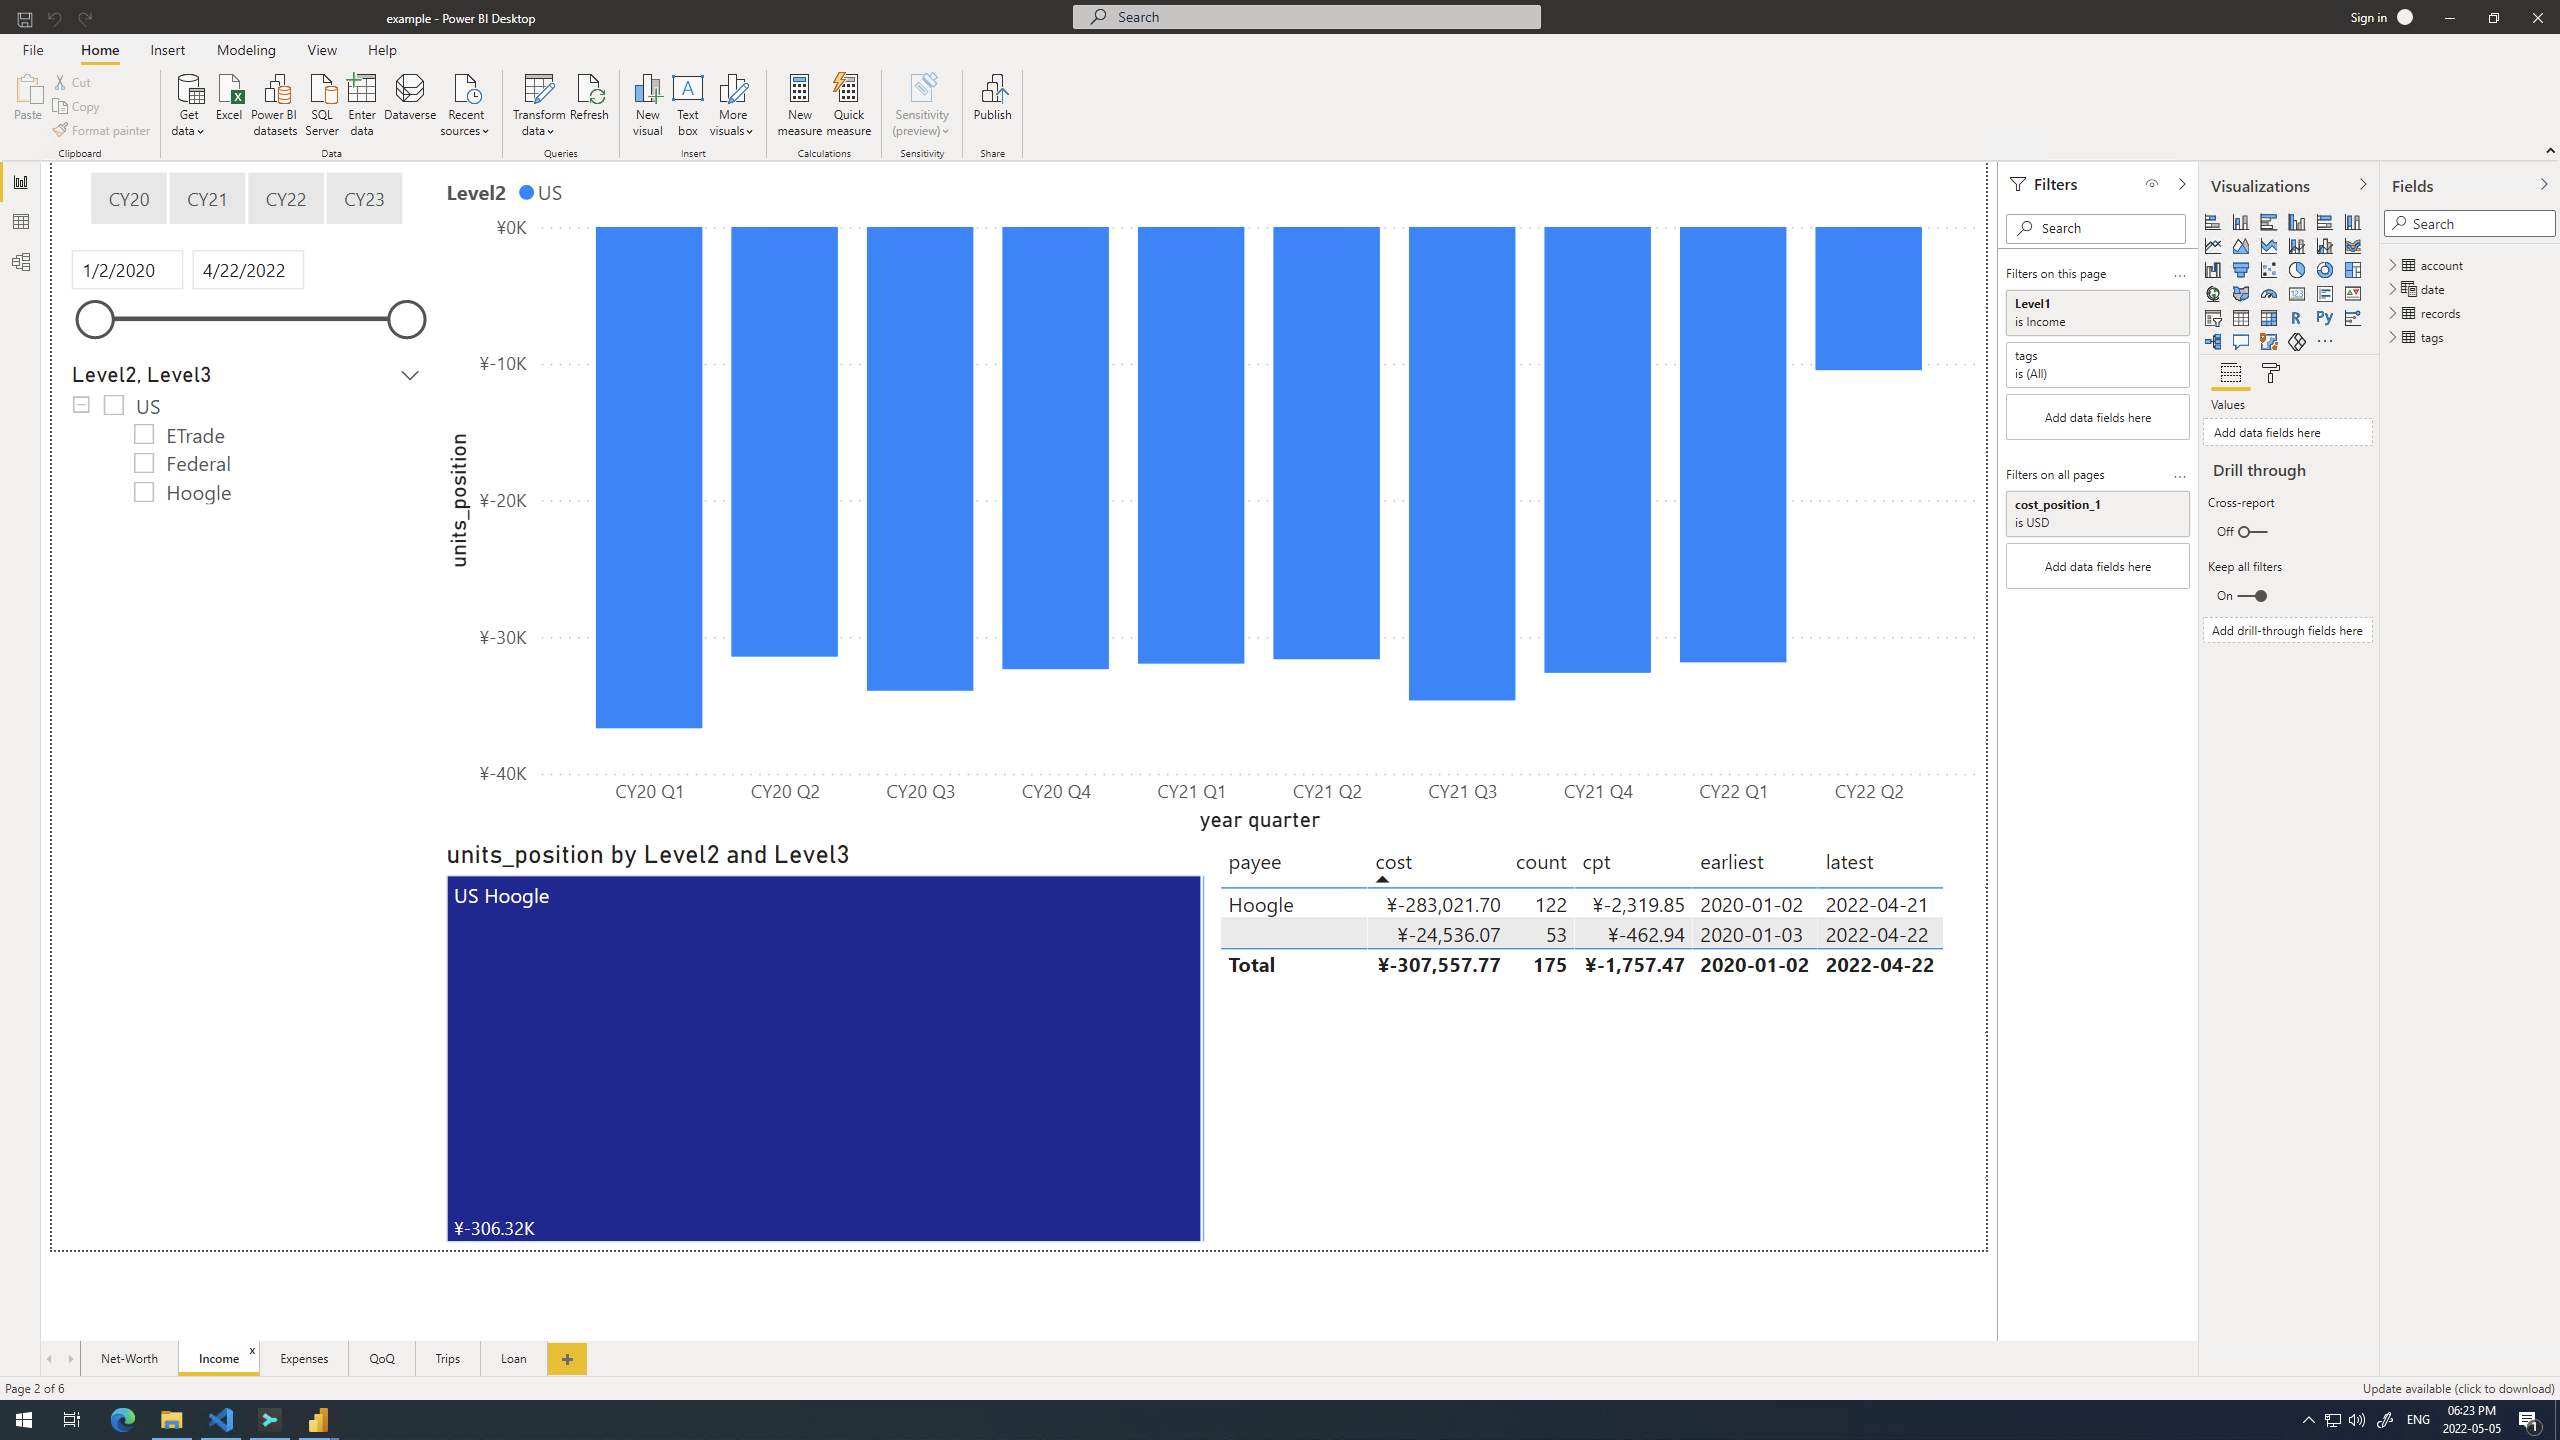 example - Power BI Desktop
Search
Sign in
File Home Insert Modeling View Help
Paste
Cut
Copy
Format painter
Clipboard
Get data
Excel
Power BI datasets
SQL Server
Enter data
Dataverse
Recent sources
Data
Transform data
Refresh
Queries
New visual
Text box
More visuals
Insert
New measure
Quick measure
Calculations
Sensitivity (preview)
Sensitivity
Publish
Share
CY20 CY21 CY22 CY23
1/2/2020 4/22/2022
Level2, Level3
US
ETrade
Federal
Hoogle
Level2 US
¥0K
¥-10K
¥-20K
¥-30K
¥-40K
units_position
CY20 Q1 CY20 Q2 CY20 Q3 CY20 Q4 CY21 Q1 CY21 Q2 CY21 Q3 CY21 Q4 CY22 Q1 CY22 Q2
year quarter
units_position by Level2 and Level3
US Hoogle
¥-306.32K
payee cost count cpt earliest latest
Hoogle ¥-283,021.70 122 ¥-2,319.85 2020-01-02 2022-04-21
¥-24,536.07 53 ¥-462.94 2020-01-03 2022-04-22
Total ¥-307,557.77 175 ¥-1,757.47 2020-01-02 2022-04-22
Filters
Search
Filters on this page ...
Level1
is Income
tags
is (All)
Add data fields here
Filters on all pages ...
cost_position_1
is USD
Add data fields here
Visualizations
123
R Py
...
Values
Add data fields here
Drill through
Cross-report
Off
Keep all filters
On
Add drill-through fields here
Fields
Search
account
date
records
tags
Net-Worth Income x Expenses QoQ Trips Loan +
Page 2 of 6
Update available (click to download)
ENG
06:23 PM
2022-05-05
1